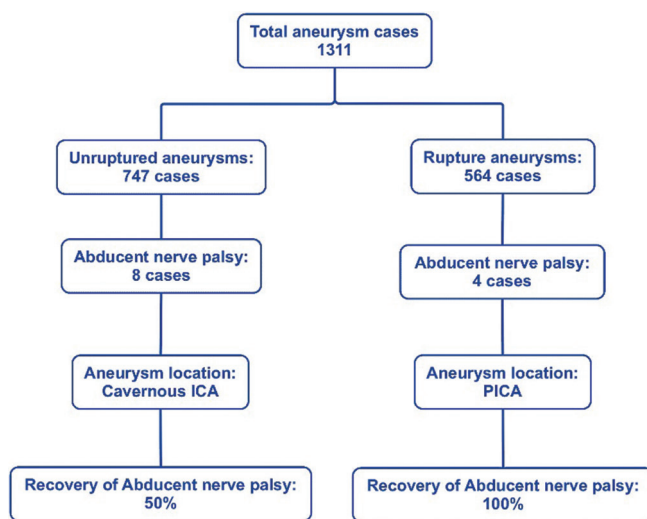 Total aneurysm cases
1311
Unruptured aneurysms:
747 cases
Rupture aneurysms:
564 cases
Abducent nerve palsy:
8 cases
Abducent nerve palsy:
4 cases
Aneurysm location:
Cavernous ICA
Aneurysm location:
PICA
Recovery of Abducent nerve palsy:
50%
Recovery of Abducent nerve palsy:
100%